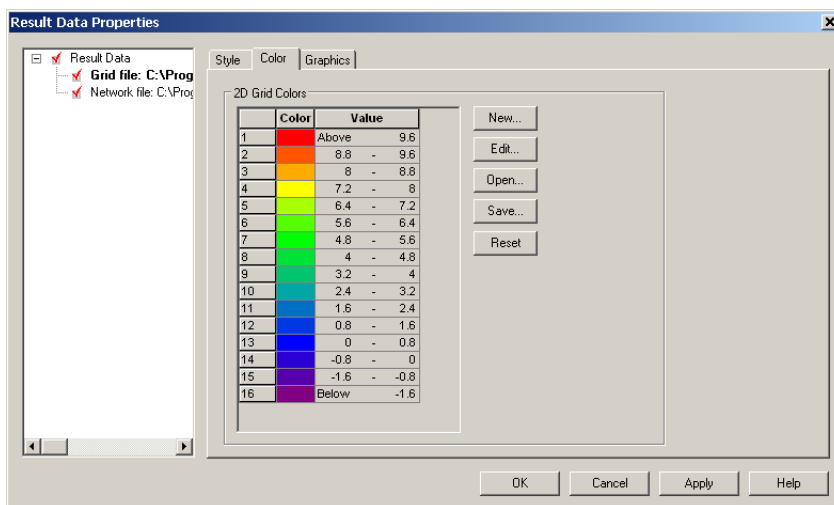 Result Data Properties
Result Data
Grid file: C:\Prog
Network file: C:\Prog
Style Color Graphics
2D Grid Colors
Color Value
1 Above 9.6
2 8.8 - 9.6
3 8 - 8.8
4 7.2 - 8
5 6.4 - 7.2
6 5.6 - 6.4
7 4.8 - 5.6
8 4 - 4.8
9 3.2 - 4
10 2.4 - 3.2
11 1.6 - 2.4
12 0.8 - 1.6
13 0 - 0.8
14 -0.8 - 0
15 -1.6 - -0.8
16 Below -1.6
New...
Edit...
Open...
Save...
Reset
OK Cancel Apply Help